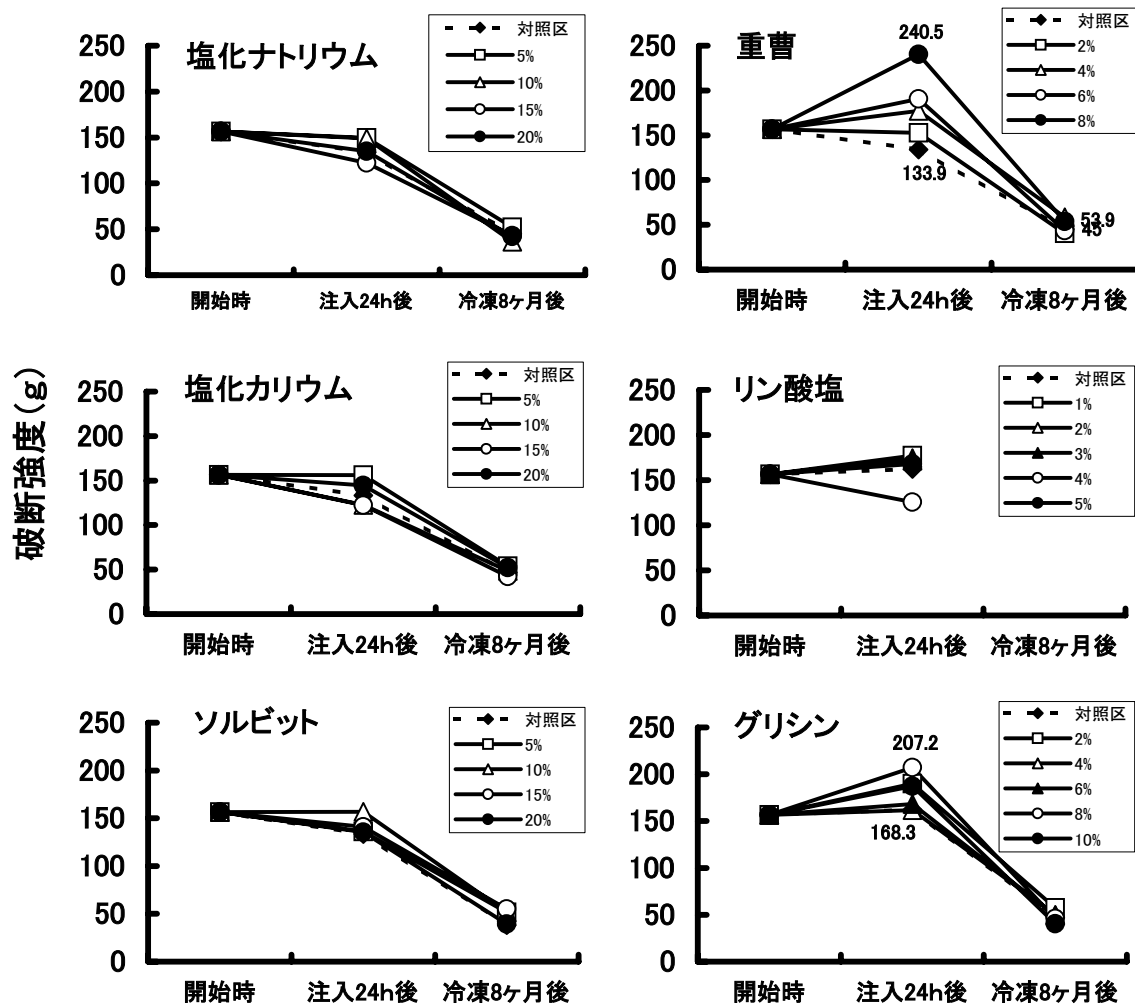 破断強度(g)
塩化ナトリウム
250
200
150
100
50
0
開始時
注入24h後
冷凍8ヶ月後
対照区
5%
10%
15%
20%
重曹
250
200
150
100
50
0
240.5
133.9
53.9
45
開始時
注入24h後
冷凍8ヶ月後
対照区
2%
4%
6%
8%
塩化カリウム
250
200
150
100
50
0
開始時
注入24h後
冷凍8ヶ月後
対照区
5%
10%
15%
20%
リン酸塩
250
200
150
100
50
0
開始時
注入24h後
冷凍8ヶ月後
対照区
1%
2%
3%
4%
5%
ソルビット
250
200
150
100
50
0
開始時
注入24h後
冷凍8ヶ月後
対照区
5%
10%
15%
20%
グリシン
250
200
150
100
50
0
207.2
168.3
開始時
注入24h後
冷凍8ヶ月後
対照区
2%
4%
6%
8%
10%